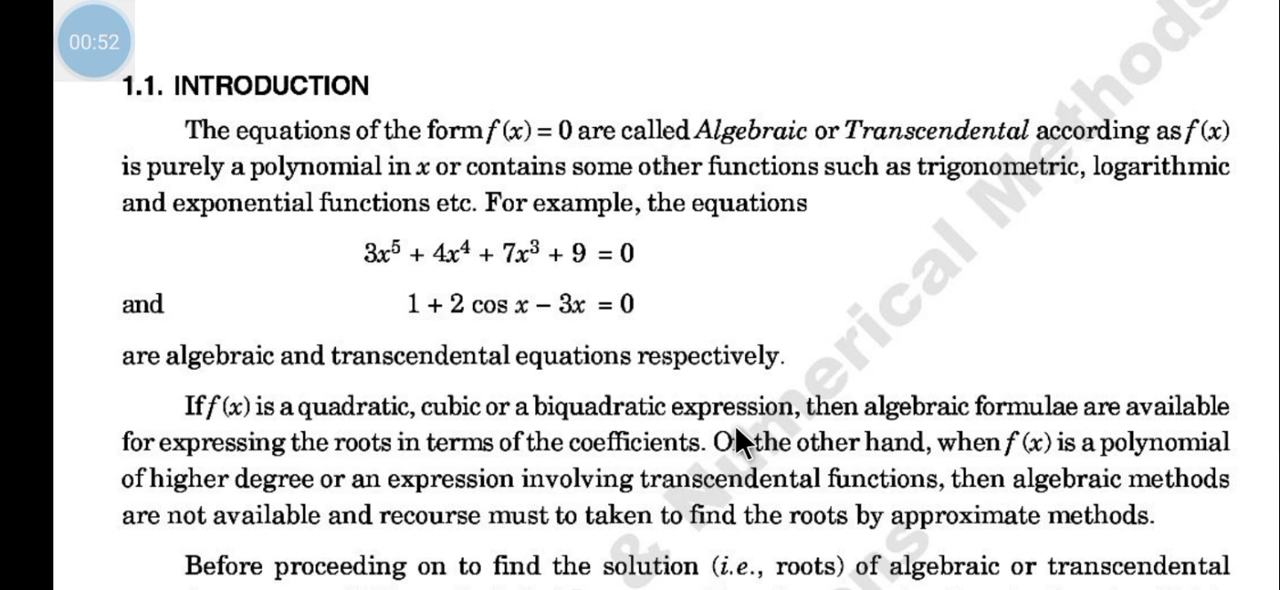 00:52
1.1. INTRODUCTION
The equations of the form f (x) = 0 are called Algebraic or Transcendental according as f (x)
is purely a polynomial in x or contains some other functions such as trigonometric, logarithmic
and exponential functions etc. For example, the equations
3x⁵ + 4x⁴ + 7x³ + 9 = 0
and 1 + 2 cos x – 3x = 0
are algebraic and transcendental equations respectively.
If f (x) is a quadratic, cubic or a biquadratic expression, then algebraic formulae are available
for expressing the roots in terms of the coefficients. On the other hand, when f (x) is a polynomial
of higher degree or an expression involving transcendental functions, then algebraic methods
are not available and recourse must to taken to find the roots by approximate methods.
Before proceeding on to find the solution (i.e., roots) of algebraic or transcendental
& Numerical Methods